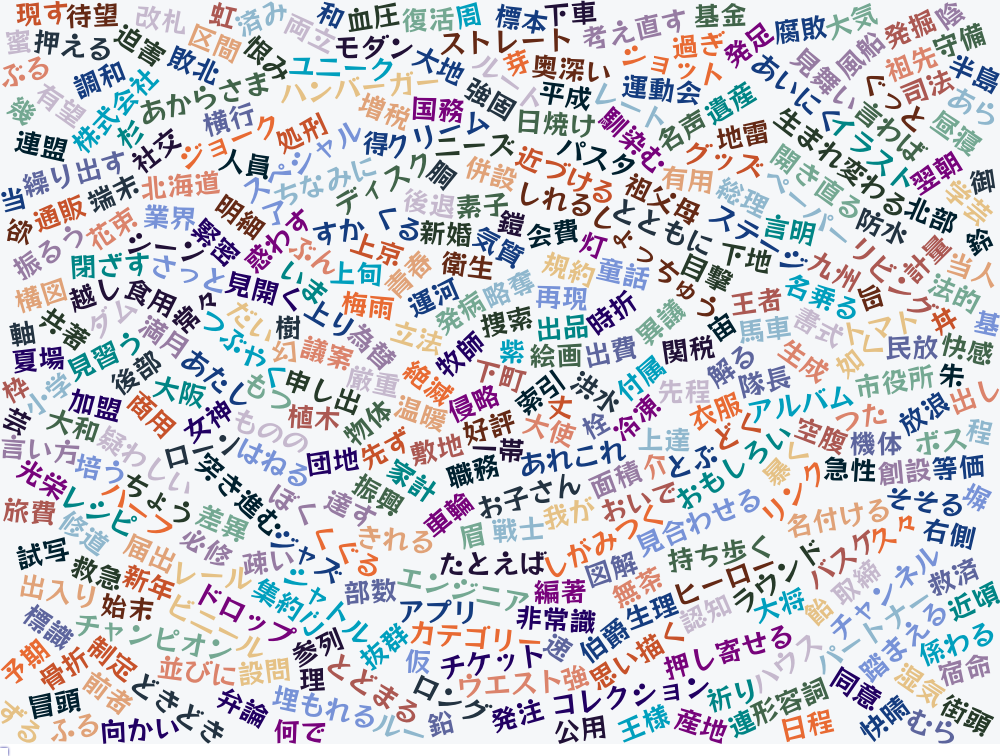 現す
待望
改札
虹
済み
両立
和
血圧
復活
周
標本
下車
考え直す
基金
腐敗
大気
発掘
陰
蜜
押える
迫害
区間
恨み
モダン
ストレート
ショット
過ぎ
発足
見舞い
風船
祖先
守備
半島
ぶる
調和
株式会社
敗北
ユニーク
大地
芽
奥深い
運動会
あいにく
ぐっと
司法
あら
有望
あからさま
ハンバーガー
強固
平成
遺産
言わば
昼寝
連盟
杉
社交
横行
ジョーク
処刑
増税
国務
日焼け
馴染む
名声
地雷
生まれ変わる
イラスト
翌朝
当
繰り出す
端末
北海道
人員
スペシャル
得
クリーム
ニーズ
パスタ
グッズ
開き直る
学芸
御
欲
通販
花束
業界
明細
ちなみに
ディスク
胴
併設
近づける
祖父母
有用
総理
ペーパー
防水
北部
鈴
振るう
閉ざす
シーン
緊密
惑わす
すか
くる
後退
素子
新婚
鎧
会費
しれる
灯
とともに
ステージ
言明
下地
リビング
計量
当人
構図
越し
食用
さっと
見開く
ぶん
上京
いま
上旬
青春
衛生
気質
規約
童話
しょっちゅう
目撃
九州
名乗る
法的
軸
共著
ダム
満月
つぶやく
だい
樹
上り
梅雨
運河
発病
略奪
再現
時折
異議
宙
王者
馬車
書式
トマト
丼
基
夏場
見習う
後部
あたし
幻
議案
為替
立法
牧師
捜索
出品
紫
絵画
出費
関税
解る
生成
如く
民放
快感
枠
小学
加盟
大阪
もつ
申し出
厳重
絶滅
下町
索引
洪水
付属
先程
隊長
市役所
朱
芸
大和
商用
女神
ものの
植木
物体
温暖
侵略
丈
大使
栓
冷凍
衣服
アルバム
つた
放浪
出し
言い方
疑わしい
ロン
はねる
団地
先ず
敷地
好評
一帯
あれこれ
上達
どく
空腹
機体
ボス
程
光栄
培う
突き進む
ぼく
達す
振興
家計
職務
お子さん
面積
介
とぶ
おもしろい
暴く
急性
創設
等価
旅費
レシピ
ハーフ
ちょう
差異
車輪
眉
戦士
我が
おいで
見合わせる
リンク
名付ける
そそる
塀
試写
修道
届出
必修
疎い
ジャズ
くぐる
きれる
たとえば
しがみつく
図解
持ち歩く
バスケ
久々
右側
出入り
救急
新年
レール
集約
シャトル
部数
エンジニア
編著
無茶
ヒーロー
ラウンド
取締
チャンネル
救済
標識
始末
ビニール
ドロップ
アプリ
非常識
伯爵
生理
認知
大将
飴
パートナー
近頃
予期
骨折
チャンピオン
制定
並びに
設問
参列
抜群
カテゴリー
仮
チケット
速
思い描く
押し寄せる
ハウス
踏まえる
係わる
冒頭
前者
どきどき
弁論
理
とどまる
ロング
ウエスト
強
コレクション
祈り
形容詞
同意
湿気
宿命
ずる
ふる
向かい
埋もれる
何で
鉛
発注
公用
王様
産地
連
日程
快晴
むら
街頭